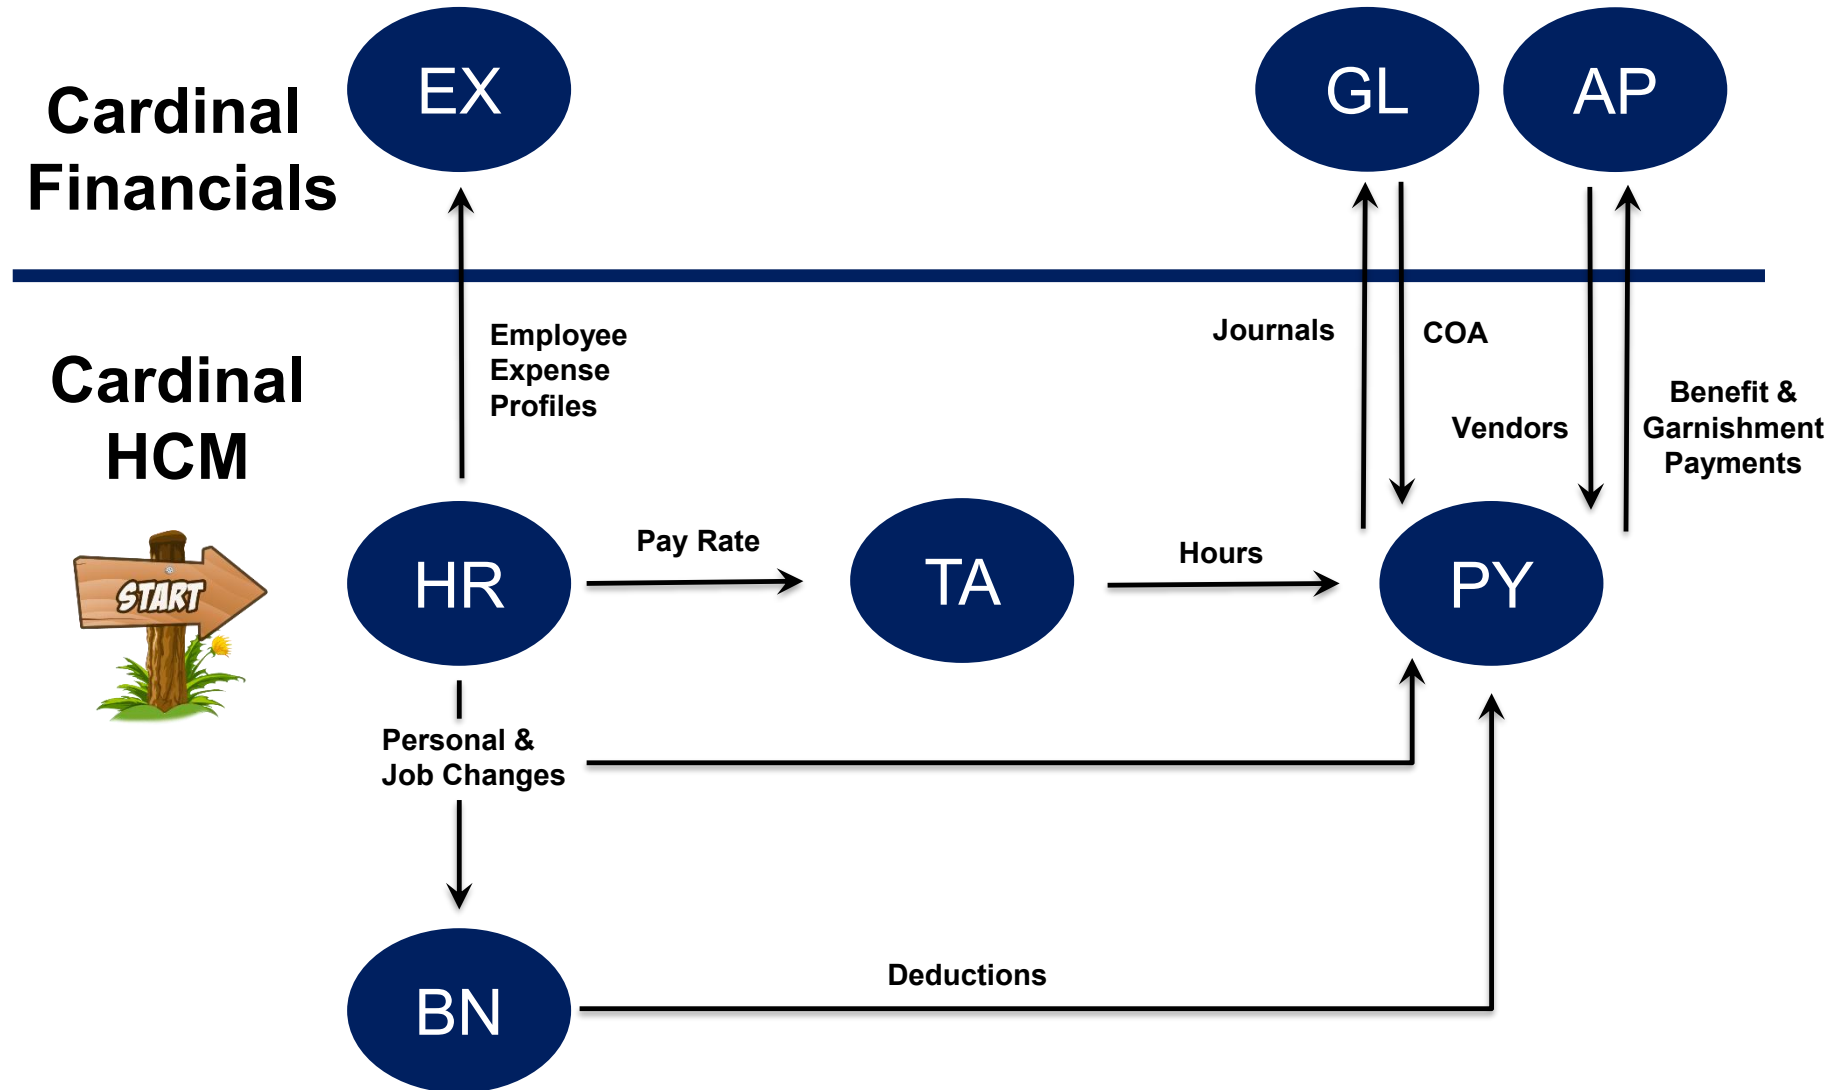 EX
GL
AP
Cardinal
Financials
Employee
Expense
Profiles
Journals
COA
Vendors
Benefit &
Garnishment
Payments
Cardinal
HCM
START
HR
Pay Rate
TA
Hours
PY
Personal &
Job Changes
Deductions
BN